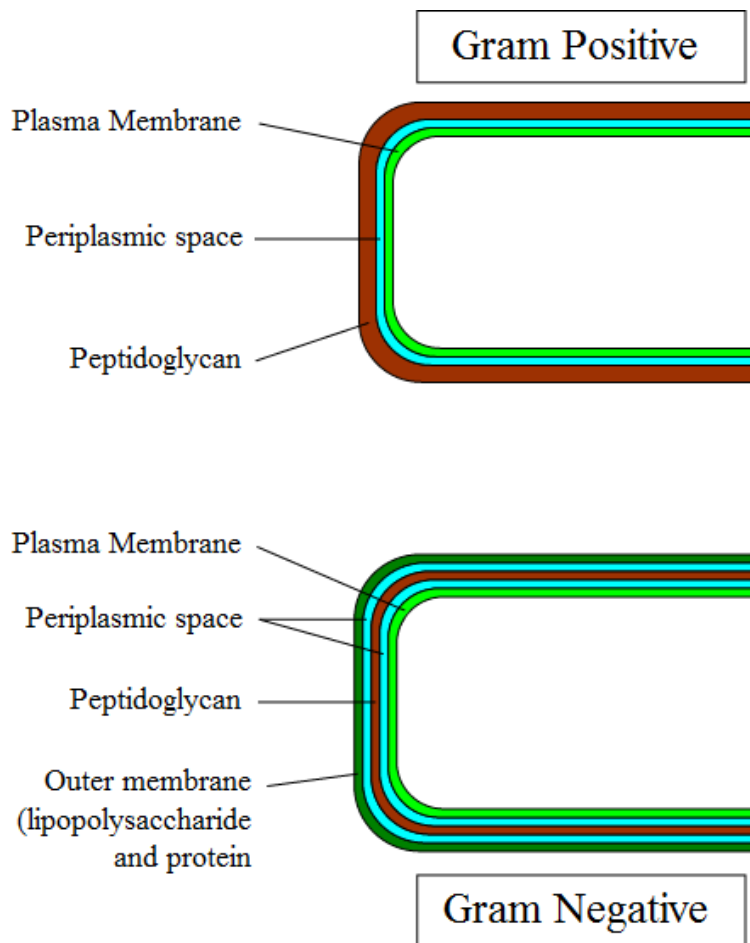 Gram Positive
Plasma Membrane
Periplasmic space
Peptidoglycan
Plasma Membrane
Periplasmic space
Peptidoglycan
Outer membrane
(lipopolysaccharide
and protein
Gram Negative